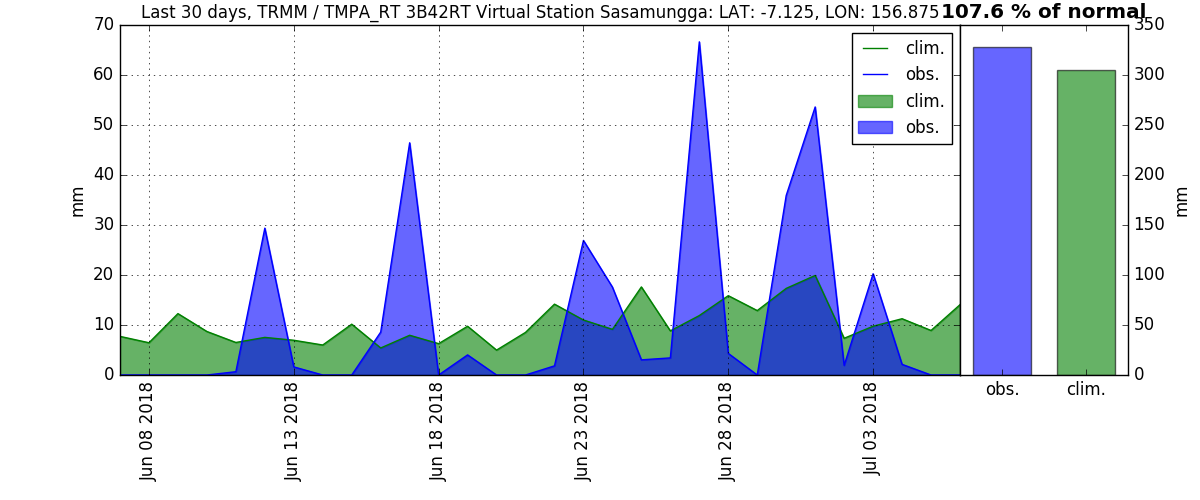 Last 30 days, TRMM / TMPA_RT 3B42RT Virtual Station Sasamungga: LAT: -7.125, LON: 156.875
107.6 % of normal
70
60
50
40
30
20
10
0
mm
clim.
obs.
clim.
obs.
Jun 08 2018
Jun 13 2018
Jun 18 2018
Jun 23 2018
Jun 28 2018
Jul 03 2018
350
300
250
200
150
100
50
0
mm
obs.
clim.